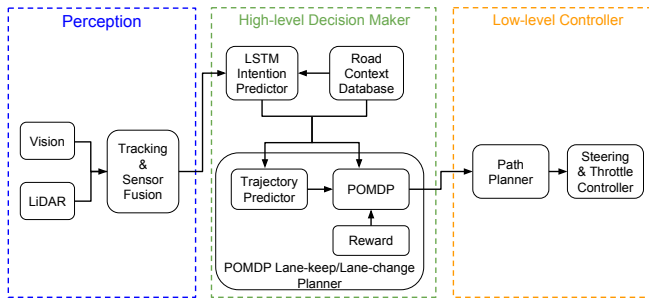 Perception
High-level Decision Maker
Low-level Controller
LSTM
Intention
Predictor
Road
Context
Database
Vision
LiDAR
Tracking
&
Sensor
Fusion
Trajectory
Predictor
POMDP
Reward
POMDP Lane-keep/Lane-change
Planner
Path
Planner
Steering
& Throttle
Controller